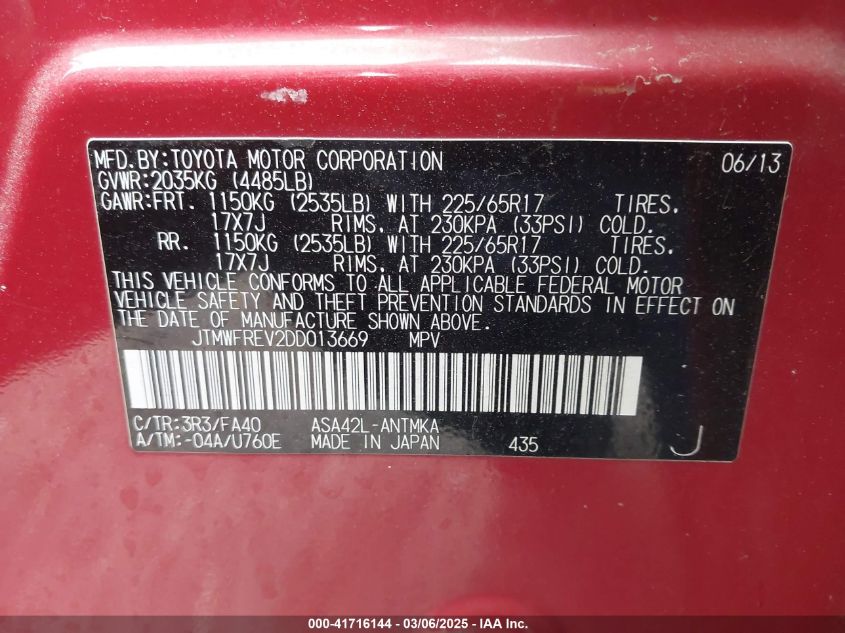 MFD.BY:TOYOTA MOTOR CORPORATION 06/13
GVWR:2035KG (4485LB)
GAWR:FRT. 1150KG (2535LB) WITH 225/65R17 TIRES.
17X7J RIMS. AT 230KPA (33PSI) COLD.
RR. 1150KG (2535LB) WITH 225/65R17 TIRES.
17X7J RIMS. AT 230KPA (33PSI) COLD.
THIS VEHICLE CONFORMS TO ALL APPLICABLE FEDERAL MOTOR
VEHICLE SAFETY AND THEFT PREVENTION STANDARDS IN EFFECT ON
THE DATE OF MANUFACTURE SHOWN ABOVE.
JTMWFREV2DD013669 MPV
C/TR:3R3/FA40 ASA42L-ANTMKA
A/TM:-04A/U760E MADE IN JAPAN 435 J
000-41716144 - 03/06/2025 - IAA Inc.